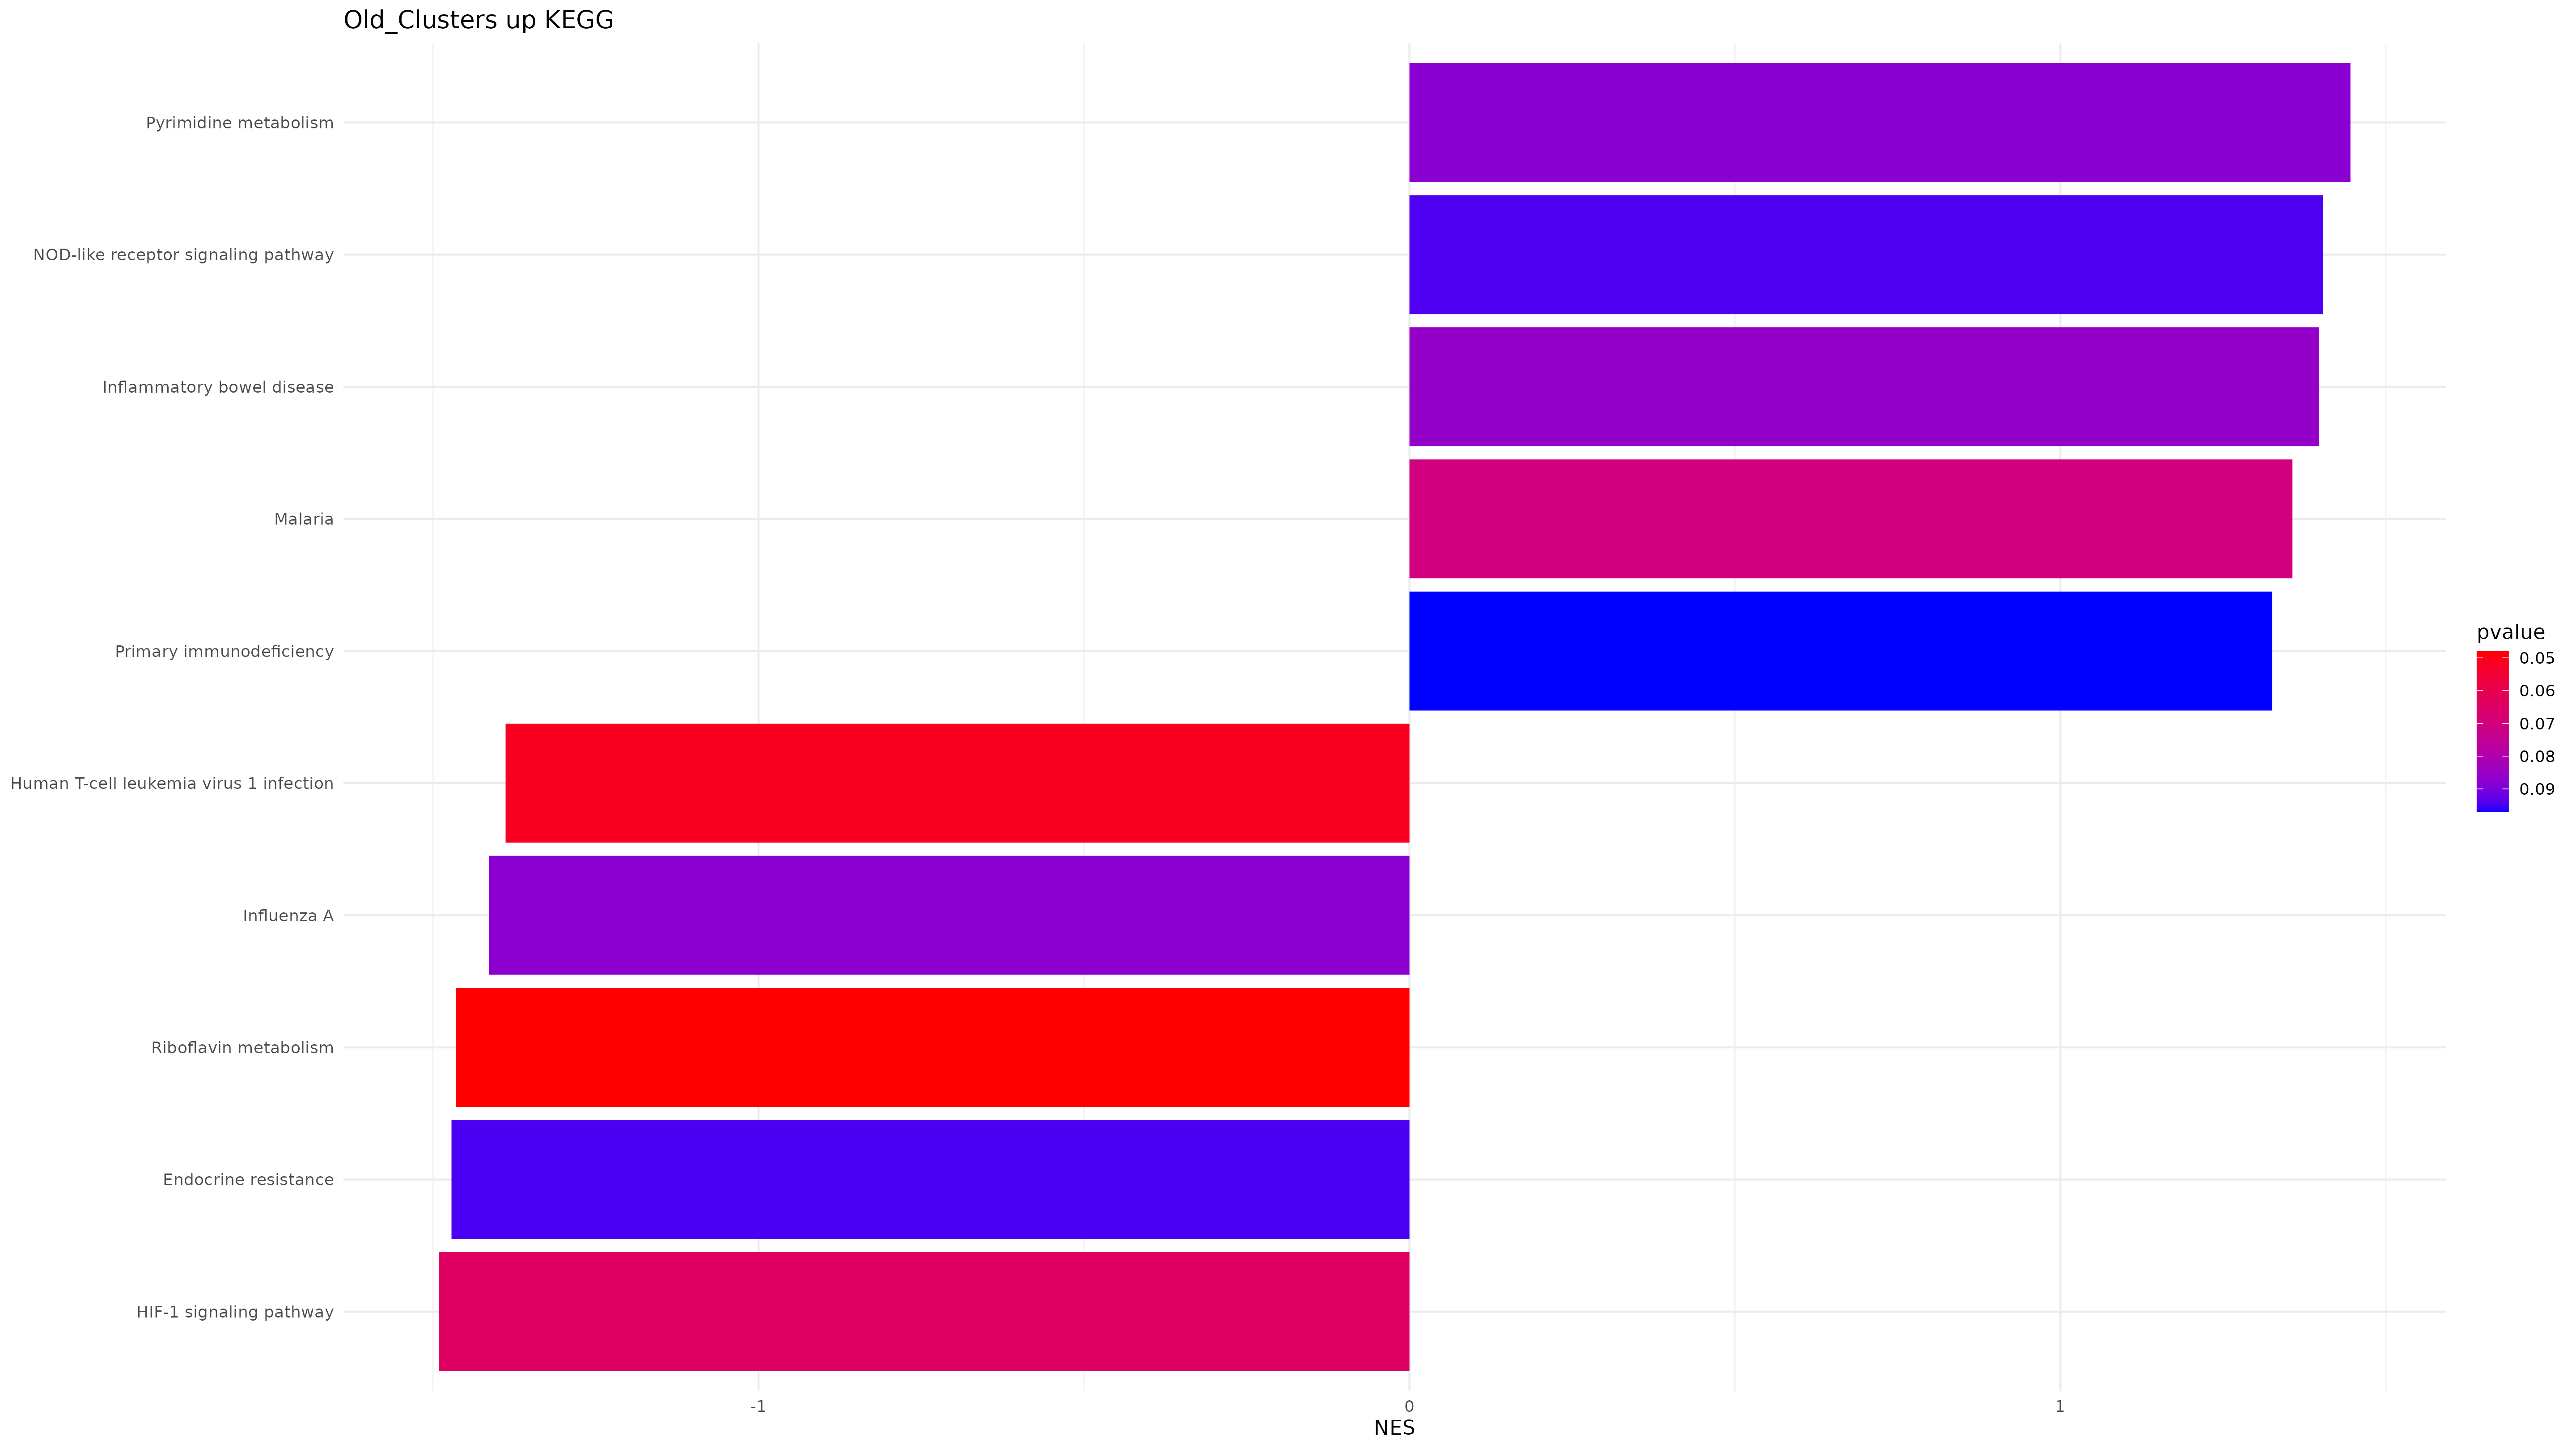 Old_Clusters up KEGG
Pyrimidine metabolism
NOD-like receptor signaling pathway
Inflammatory bowel disease
Malaria
Primary immunodeficiency
Human T-cell leukemia virus 1 infection
Influenza A
Riboflavin metabolism
Endocrine resistance
HIF-1 signaling pathway
-1
0
1
NES
pvalue
0.05
0.06
0.07
0.08
0.09